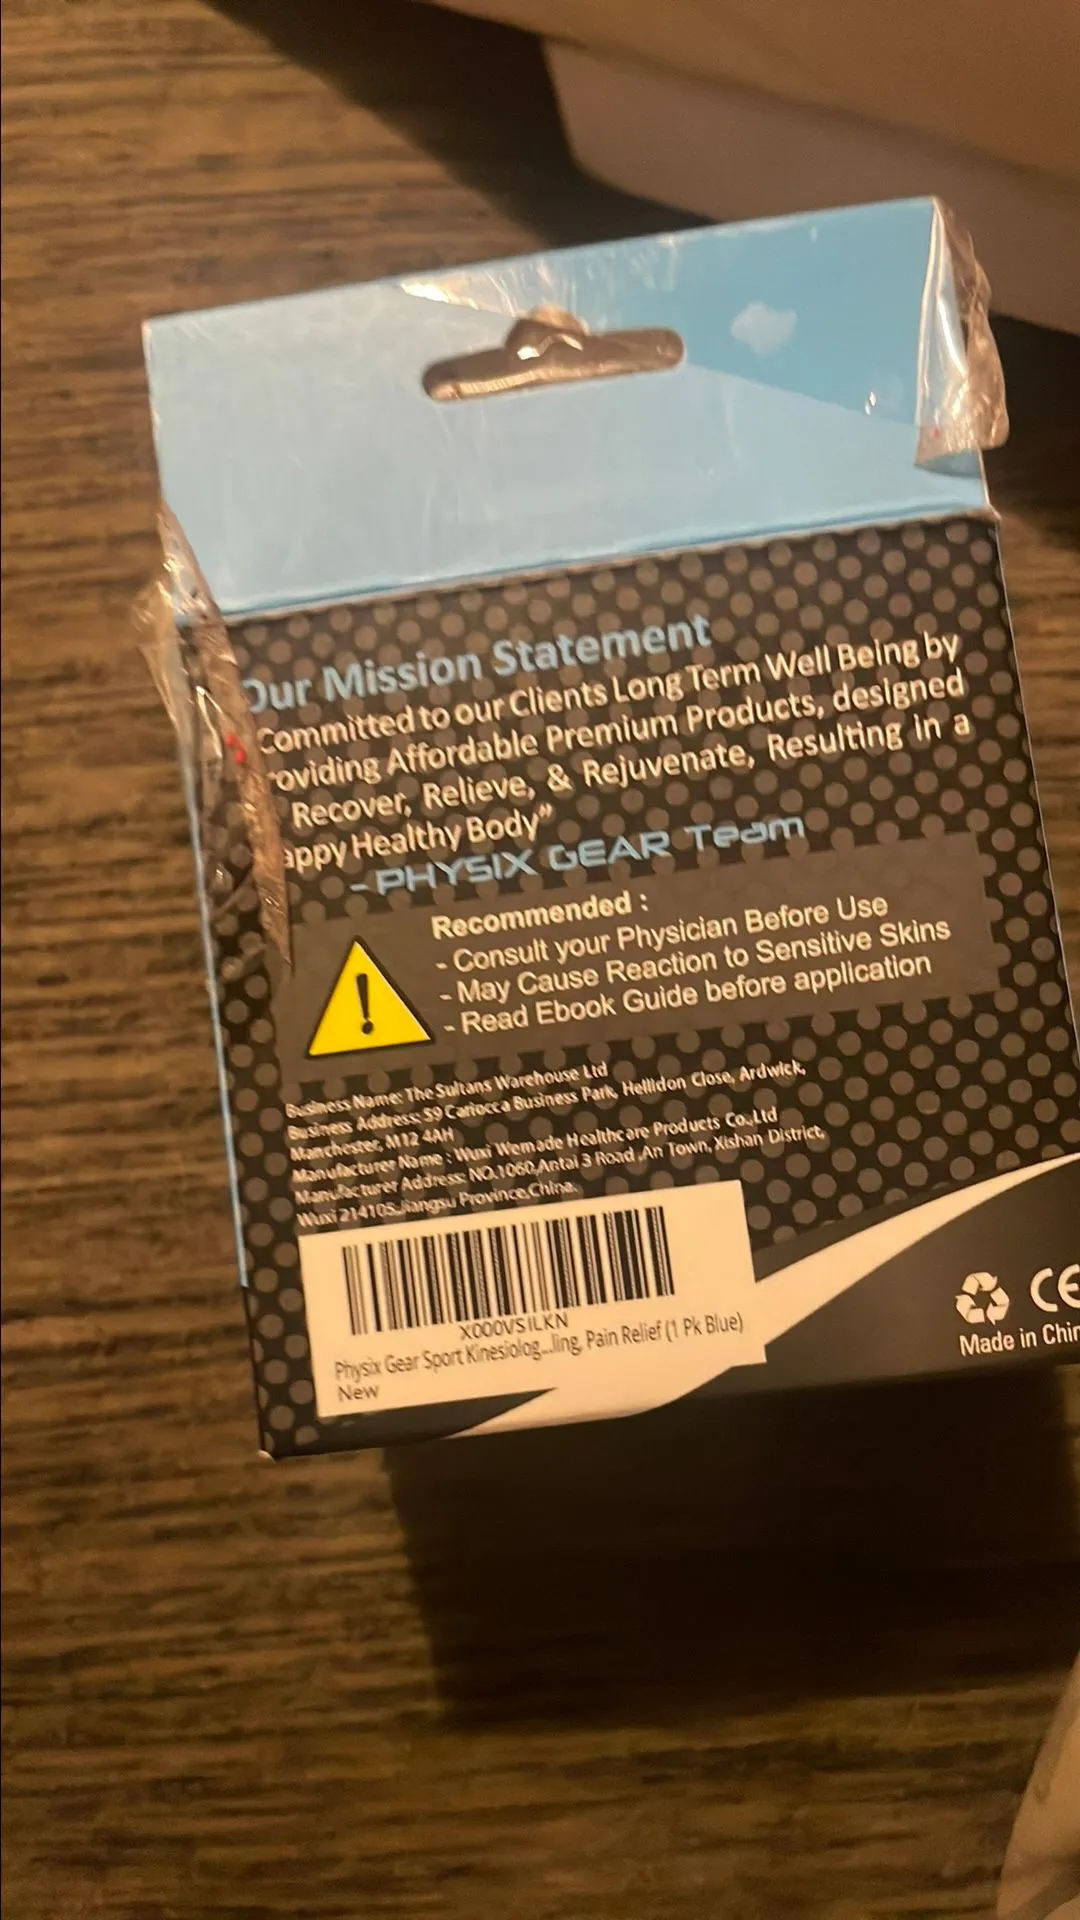 Our Mission Statement
Committed to our Clients Long Term Well Being by
roviding Affordable Premium Products, designed
Recover, Relieve, & Rejuvenate, Resulting in a
appy Healthy Body"
- PHYSIX GEAR Team
Recommended :
- Consult your Physician Before Use
- May Cause Reaction to Sensitive Skins
- Read Ebook Guide before application
Business Name: The Sultans Warehouse Ltd
Business Address: 59 Cariocca Business Park, Hellidon Close, Ardwick,
Manchester, M12 4AH
Manufacturer Name : Wuxi Wemade Healthcare Products Co.,Ltd
Manufacturer Address: NO.1060,Antai 3 Road ,An Town, Xishan District,
Wuxi 214105,Jiangsu Province,China.
X000VSILKN
Physix Gear Sport Kinesiolog...ling, Pain Relief (1 Pk Blue)
New
CE
Made in Chin